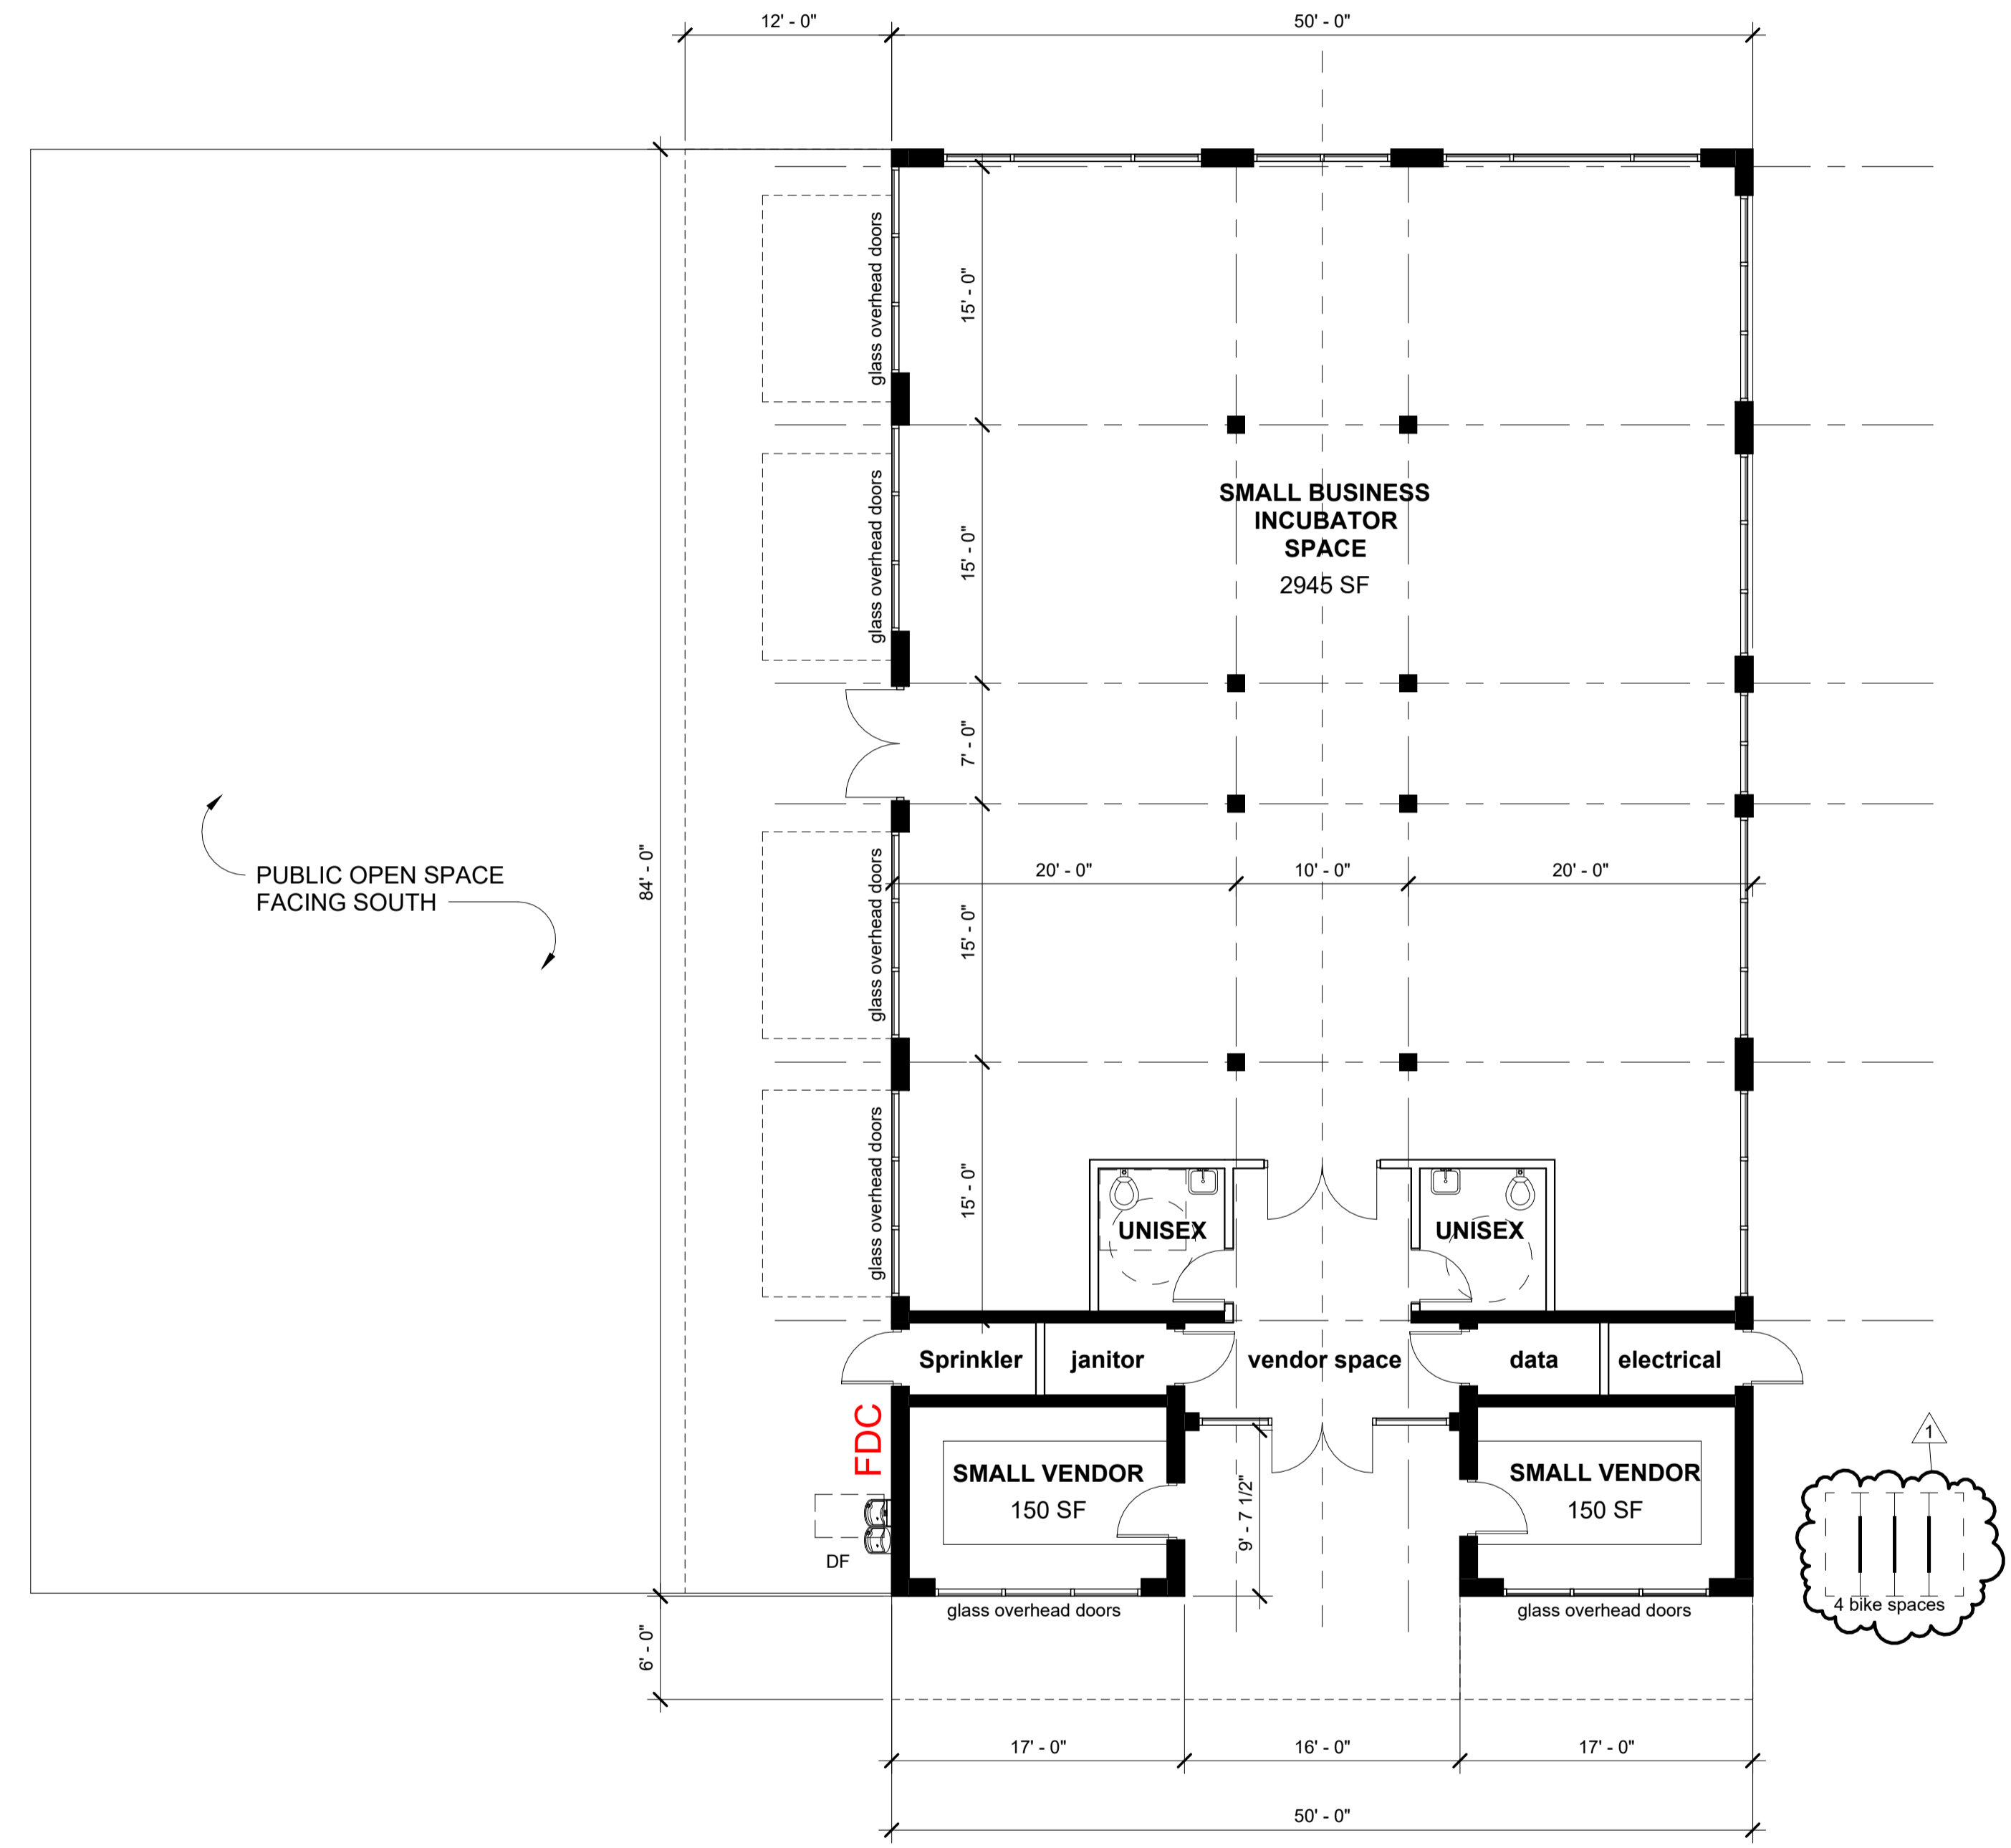 12' - 0"
50' - 0"
glass overhead doors
15' - 0"
SMALL BUSINESS
INCUBATOR
SPACE
2945 SF
glass overhead doors
15' - 0"
7' - 0"
84' - 0"
PUBLIC OPEN SPACE
FACING SOUTH
20' - 0"
10' - 0"
20' - 0"
glass overhead doors
15' - 0"
glass overhead doors
15' - 0"
UNISEX
UNISEX
Sprinkler
janitor
vendor space
data
electrical
FDC
SMALL VENDOR
150 SF
9' - 7 1/2"
SMALL VENDOR
150 SF
1
DF
4 bike spaces
glass overhead doors
glass overhead doors
6' - 0"
17' - 0"
16' - 0"
17' - 0"
50' - 0"